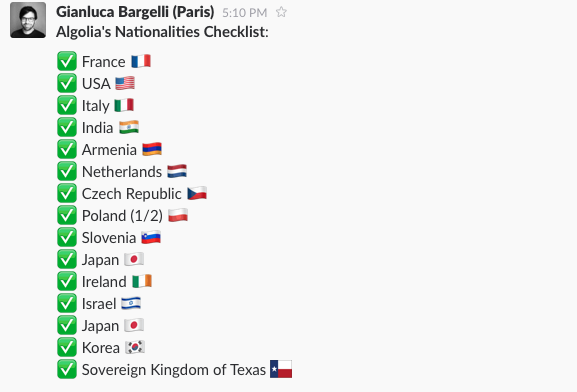 Gianluca Bargelli (Paris) 5:10 PM
Algolia's Nationalities Checklist:
France
USA
Italy
India
Armenia
Netherlands
Czech Republic
Poland (1/2)
Slovenia
Japan
Ireland
Israel
Japan
Korea
Sovereign Kingdom of Texas